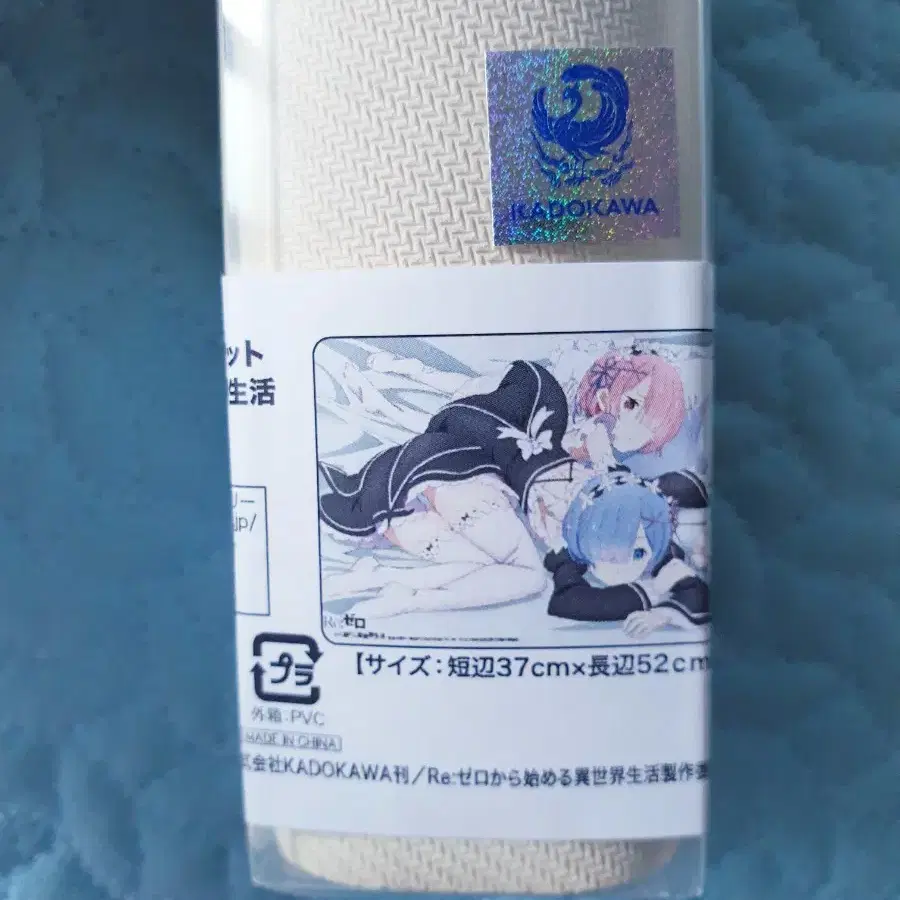 KADOKAWA
ット
生活
リー
.jp/
Re:ゼロ
【サイズ：短辺37cm×長辺52cm
プラ
外箱：PVC
MADE IN CHINA
式会社KADOKAWA刊／Re:ゼロから始める異世界生活製作委